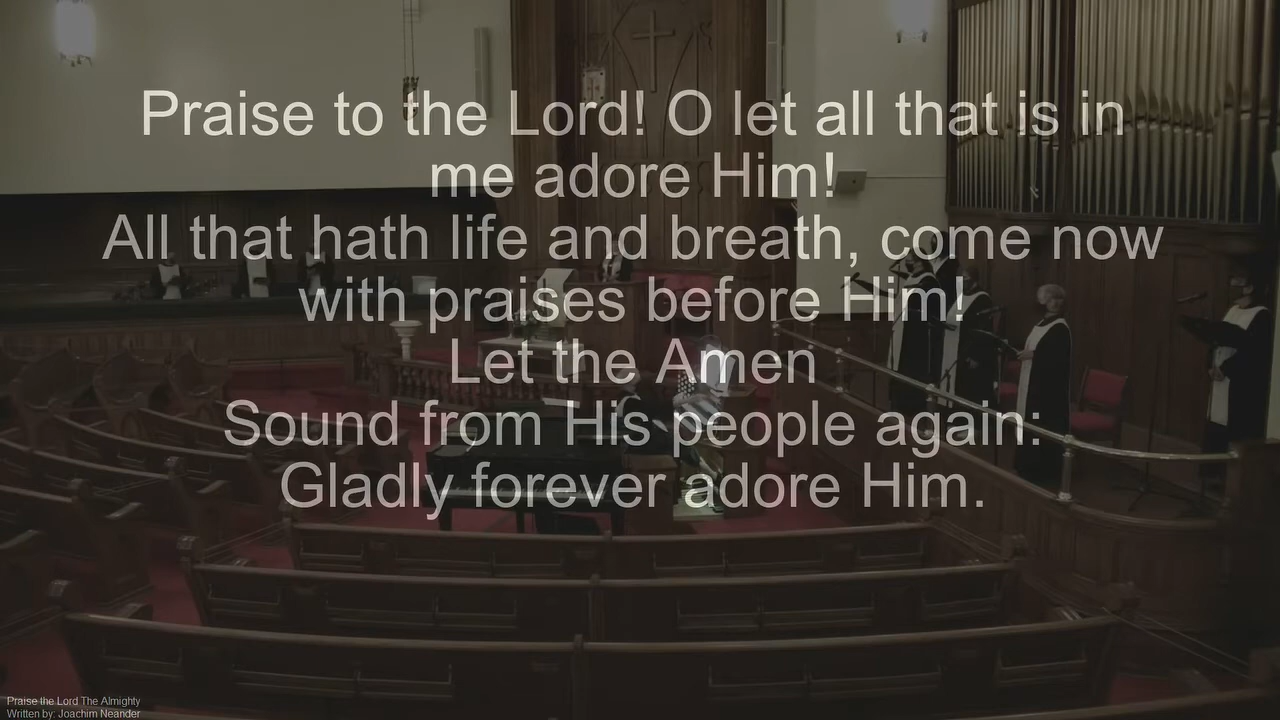 Praise to the Lord! O let all that is in
me adore Him!
All that hath life and breath, come now
with praises before Him!
Let the Amen
Sound from His people again:
Gladly forever adore Him.
Praise the Lord The Almighty
Written by: Joachim Neander